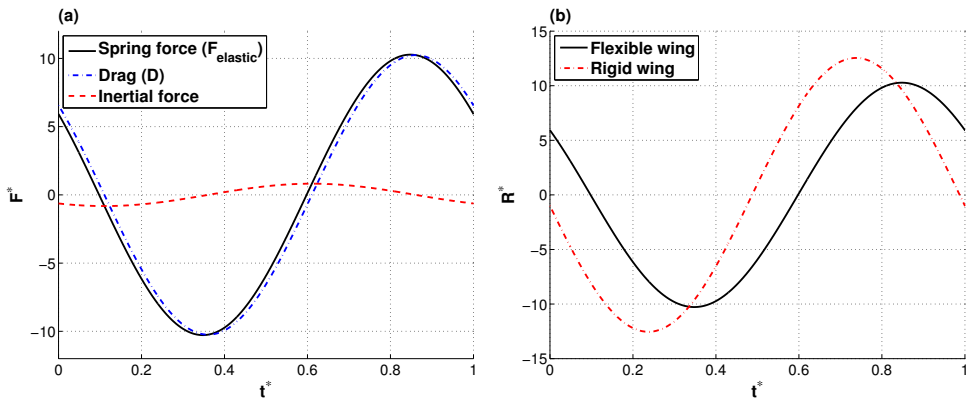 (a)
Spring force (F_elastic)
Drag (D)
Inertial force
F*
10
5
0
−5
−10
0 0.2 0.4 0.6 0.8 1
t*
(b)
Flexible wing
Rigid wing
R*
15
10
5
0
−5
−10
−15
0 0.2 0.4 0.6 0.8 1
t*